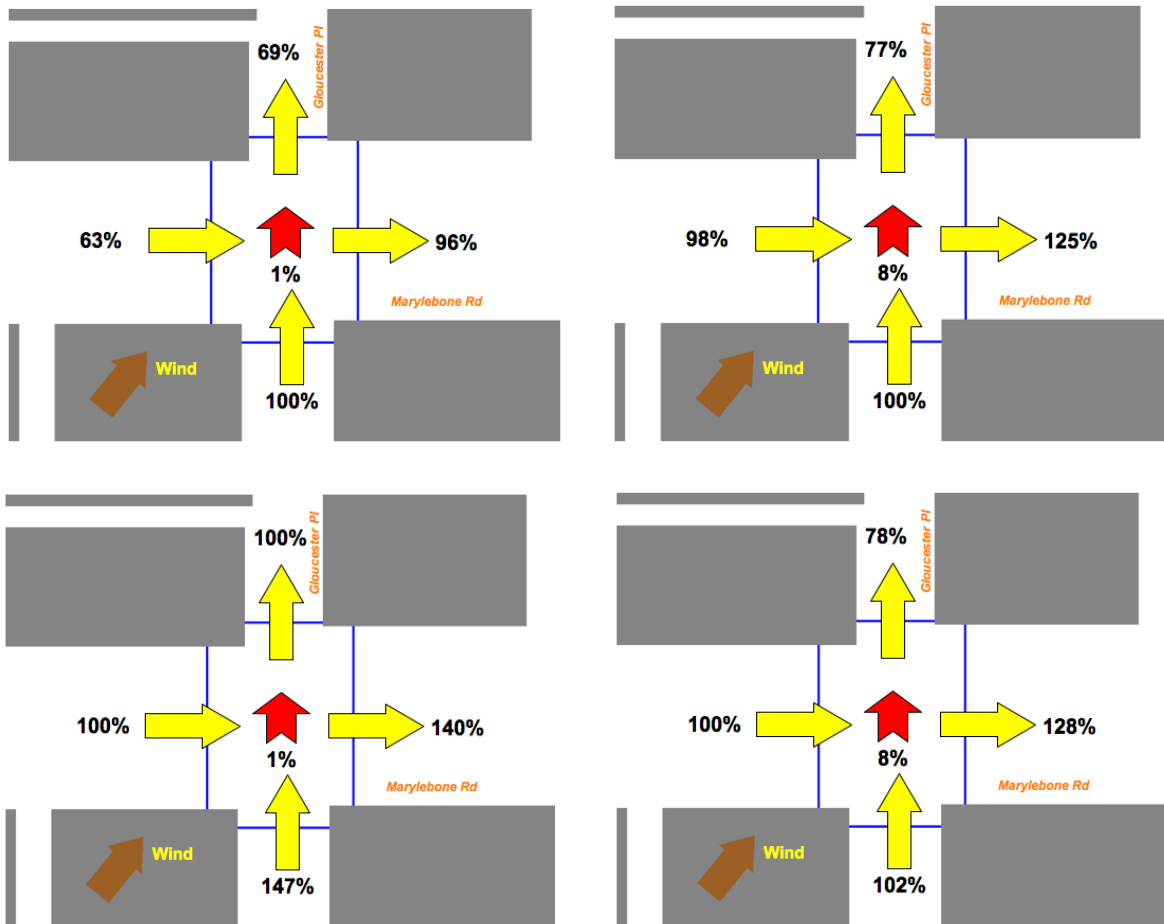 69%
Gloucester Pl
63%
96%
1%
Marylebone Rd
Wind
100%
77%
Gloucester Pl
98%
125%
8%
Marylebone Rd
Wind
100%
100%
Gloucester Pl
100%
140%
1%
Marylebone Rd
Wind
147%
78%
Gloucester Pl
100%
128%
8%
Marylebone Rd
Wind
102%